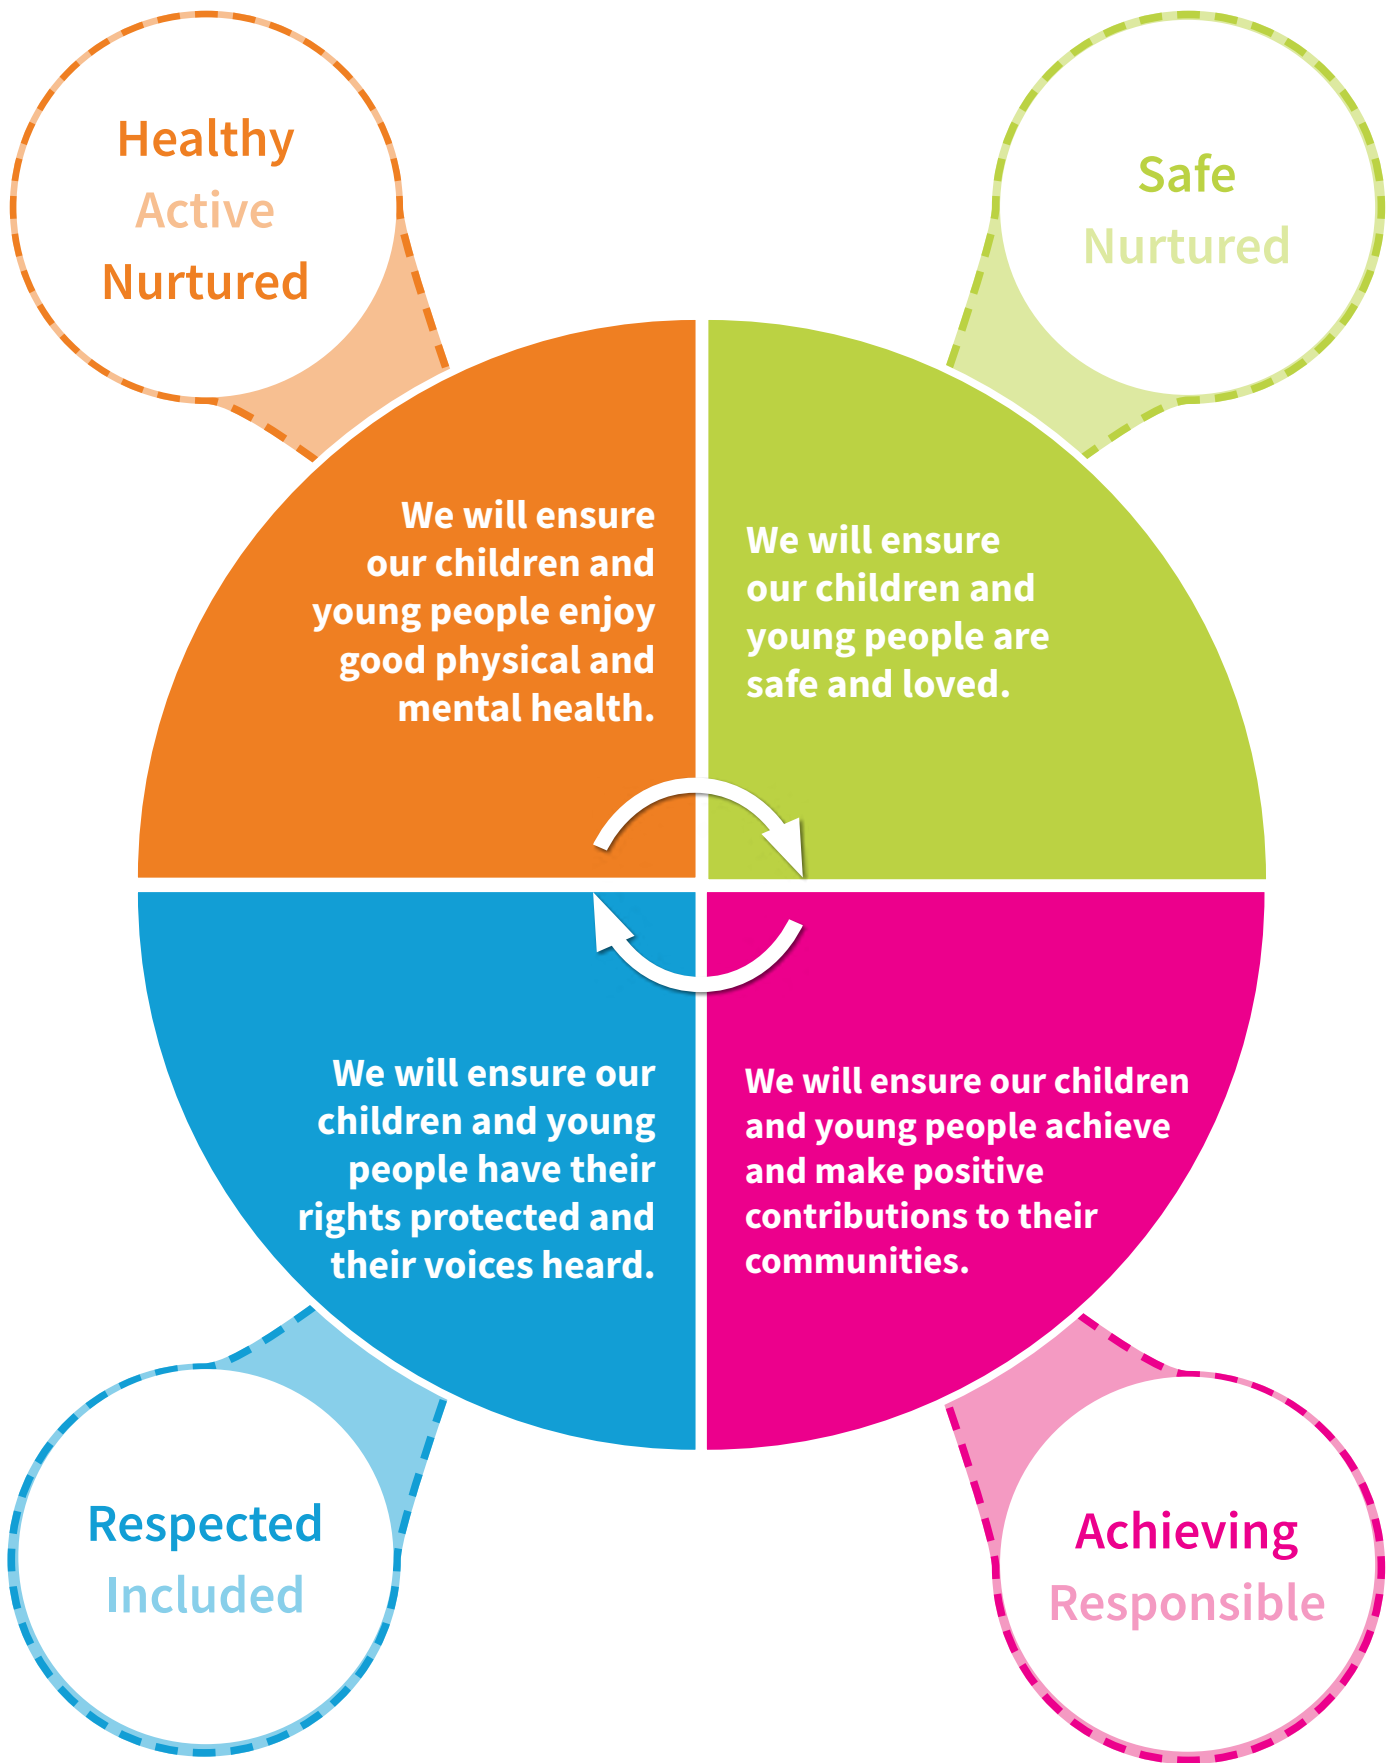 Healthy
Active
Nurtured
Safe
Nurtured
We will ensure
our children and
young people enjoy
good physical and
mental health.
We will ensure
our children and
young people are
safe and loved.
We will ensure our
children and young
people have their
rights protected and
their voices heard.
We will ensure our children
and young people achieve
and make positive
contributions to their
communities.
Respected
Included
Achieving
Responsible